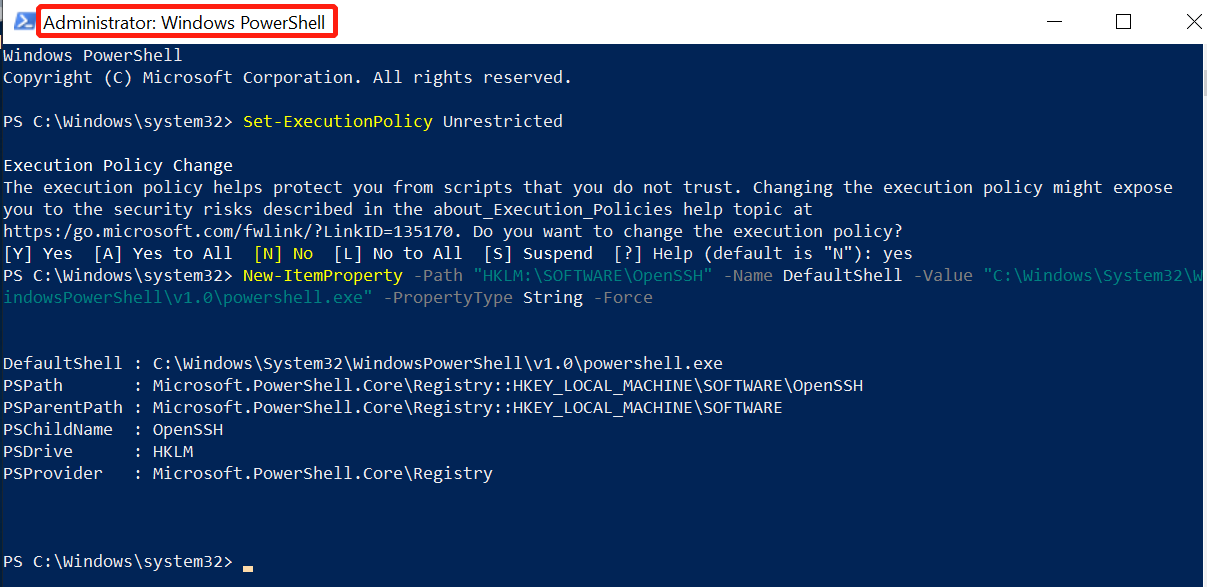 Administrator: Windows PowerShell
Windows PowerShell
Copyright (C) Microsoft Corporation. All rights reserved.
PS C:\Windows\system32> Set-ExecutionPolicy Unrestricted
Execution Policy Change
The execution policy helps protect you from scripts that you do not trust. Changing the execution policy might expose
you to the security risks described in the about_Execution_Policies help topic at
https:/go.microsoft.com/fwlink/?LinkID=135170. Do you want to change the execution policy?
[Y] Yes  [A] Yes to All  [N] No  [L] No to All  [S] Suspend  [?] Help (default is "N"): yes
PS C:\Windows\system32> New-ItemProperty -Path "HKLM:\SOFTWARE\OpenSSH" -Name DefaultShell -Value "C:\Windows\System32\W
indowsPowerShell\v1.0\powershell.exe" -PropertyType String -Force
DefaultShell : C:\Windows\System32\WindowsPowerShell\v1.0\powershell.exe
PSPath       : Microsoft.PowerShell.Core\Registry::HKEY_LOCAL_MACHINE\SOFTWARE\OpenSSH
PSParentPath : Microsoft.PowerShell.Core\Registry::HKEY_LOCAL_MACHINE\SOFTWARE
PSChildName  : OpenSSH
PSDrive      : HKLM
PSProvider   : Microsoft.PowerShell.Core\Registry
PS C:\Windows\system32>